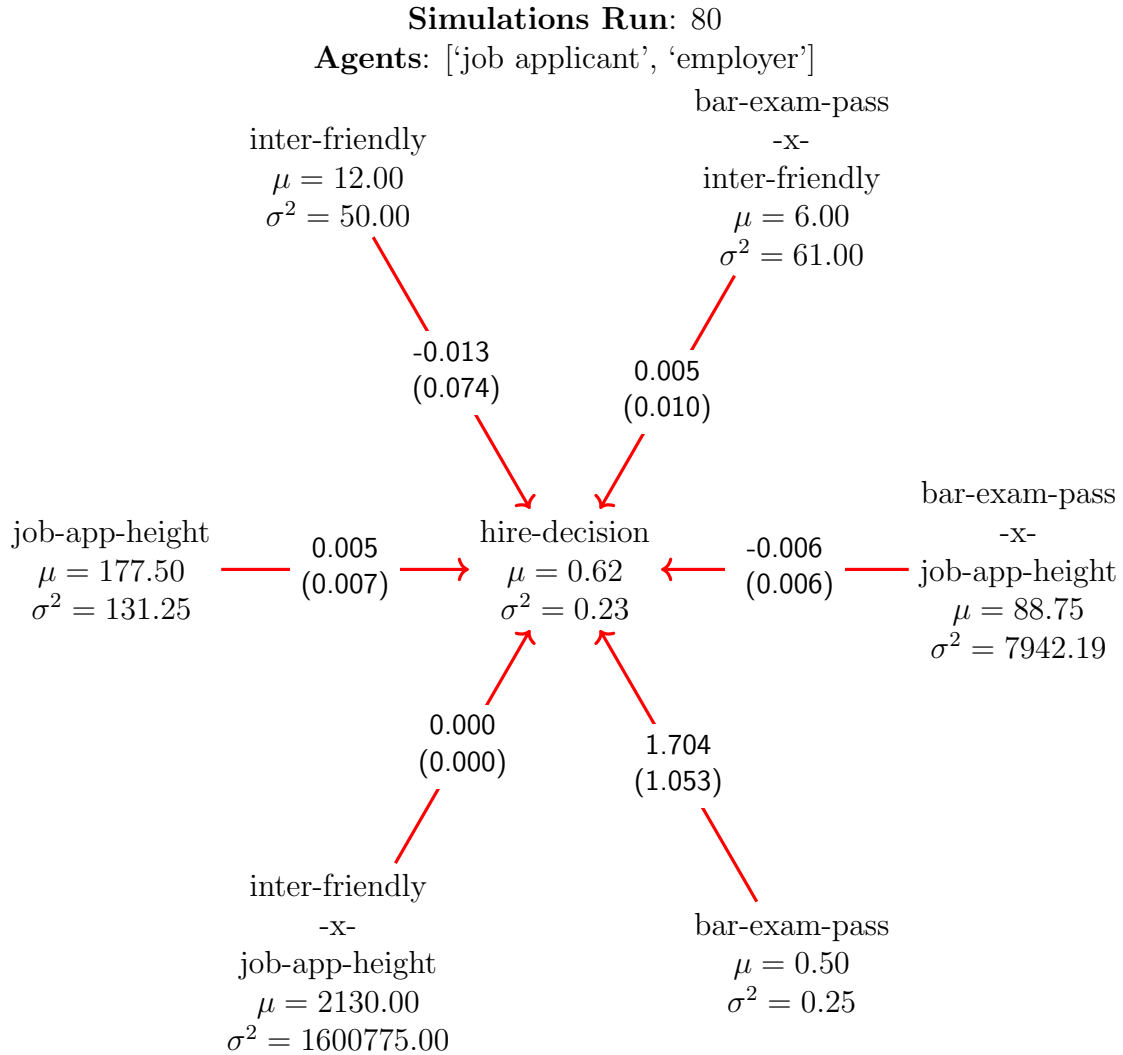 Simulations Run: 80
Agents: [‘job applicant’, ‘employer’]
inter-friendly
μ = 12.00
σ² = 50.00
bar-exam-pass
-x-
inter-friendly
μ = 6.00
σ² = 61.00
-0.013
(0.074)
0.005
(0.010)
job-app-height
μ = 177.50
σ² = 131.25
0.005
(0.007)
hire-decision
μ = 0.62
σ² = 0.23
-0.006
(0.006)
bar-exam-pass
-x-
job-app-height
μ = 88.75
σ² = 7942.19
0.000
(0.000)
1.704
(1.053)
inter-friendly
-x-
job-app-height
μ = 2130.00
σ² = 1600775.00
bar-exam-pass
μ = 0.50
σ² = 0.25